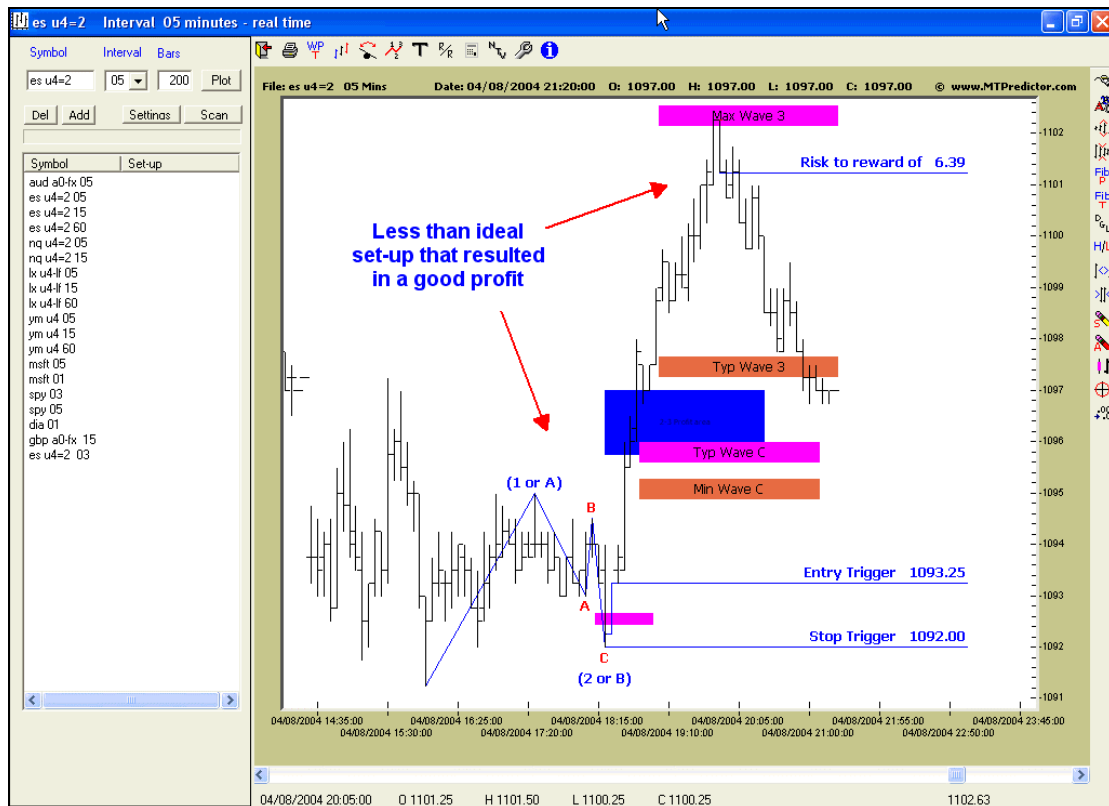 es u4=2 Interval 05 minutes - real time
Symbol Interval Bars
es u4=2 05 200 Plot
Del Add Settings Scan
Symbol Set-up
aud a0-fx 05
es u4=2 05
es u4=2 15
es u4=2 60
nq u4=2 05
nq u4=2 15
lx u4-lf 05
lx u4-lf 15
lx u4-lf 60
ym u4 05
ym u4 15
ym u4 60
msft 05
msft 01
spy 03
spy 05
dia 01
gbp a0-fx 15
es u4=2 03
WP T
T R/R
File: es u4=2 05 Mins Date: 04/08/2004 21:20:00 O: 1097.00 H: 1097.00 L: 1097.00 C: 1097.00 © www.MTPredictor.com
Max Wave 3
Risk to reward of 6.39
Less than ideal
set-up that resulted
in a good profit
Typ Wave 3
Typ Wave C
Min Wave C
(1 or A)
B
Entry Trigger 1093.25
A
Stop Trigger 1092.00
C
(2 or B)
1102
1101
1100
1099
1098
1097
1096
1095
1094
1093
1092
1091
Fib P
Fib T
DGL
H/L
04/08/2004 14:35:00 04/08/2004 16:25:00 04/08/2004 18:15:00 04/08/2004 20:05:00 04/08/2004 21:55:00 04/08/2004 23:45:00
04/08/2004 15:30:00 04/08/2004 17:20:00 04/08/2004 19:10:00 04/08/2004 21:00:00 04/08/2004 22:50:00
04/08/2004 20:05:00 O 1101.25 H 1101.50 L 1100.25 C 1100.25 1102.63